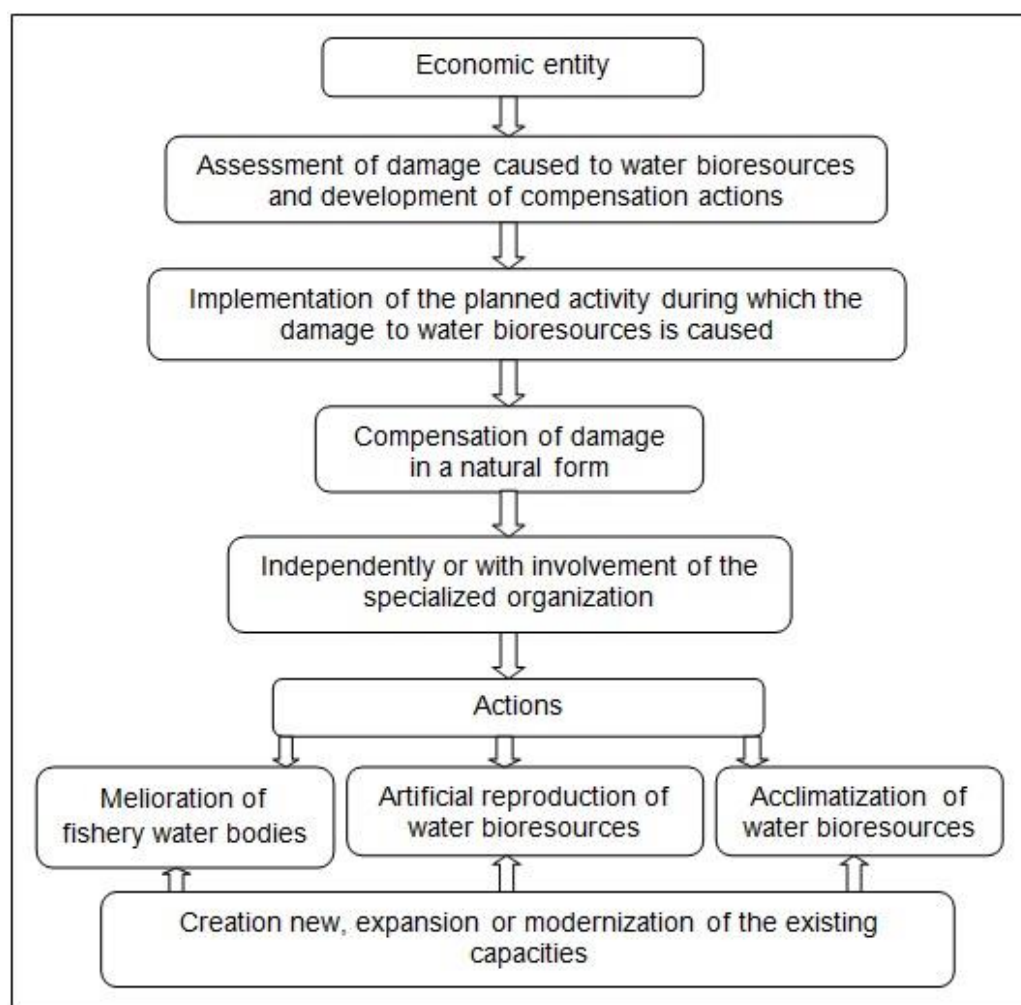 Economic entity
Assessment of damage caused to water bioresources
and development of compensation actions
Implementation of the planned activity during which the
damage to water bioresources is caused
Compensation of damage
in a natural form
Independently or with involvement of the
specialized organization
Actions
Melioration of
fishery water bodies
Artificial reproduction of
water bioresources
Acclimatization of
water bioresources
Creation new, expansion or modernization of the existing
capacities